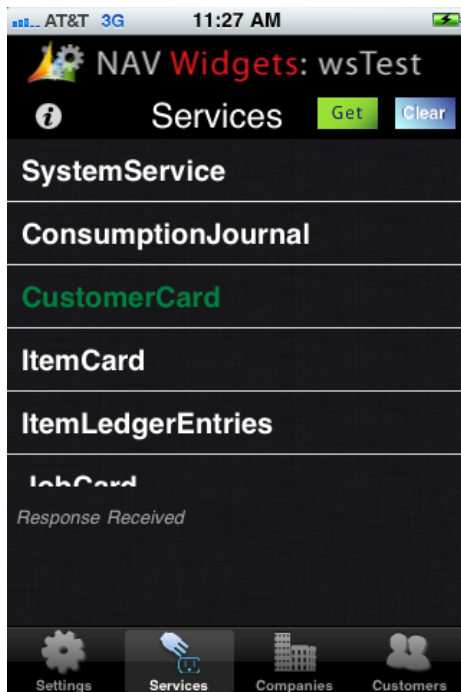 AT&T 3G 11:27 AM
NAV Widgets: wsTest
i Services Get Clear
SystemService
ConsumptionJournal
CustomerCard
ItemCard
ItemLedgerEntries
JobCard
Response Received
Settings Services Companies Customers